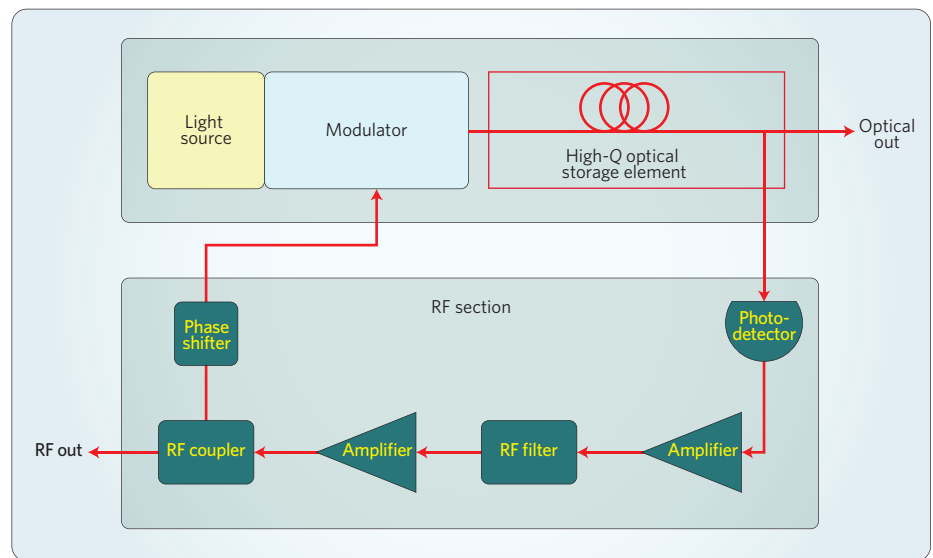 Light
source
Modulator
High-Q optical
storage element
Optical
out
RF section
Phase
shifter
Photo-
detector
RF out
RF coupler
Amplifier
RF filter
Amplifier